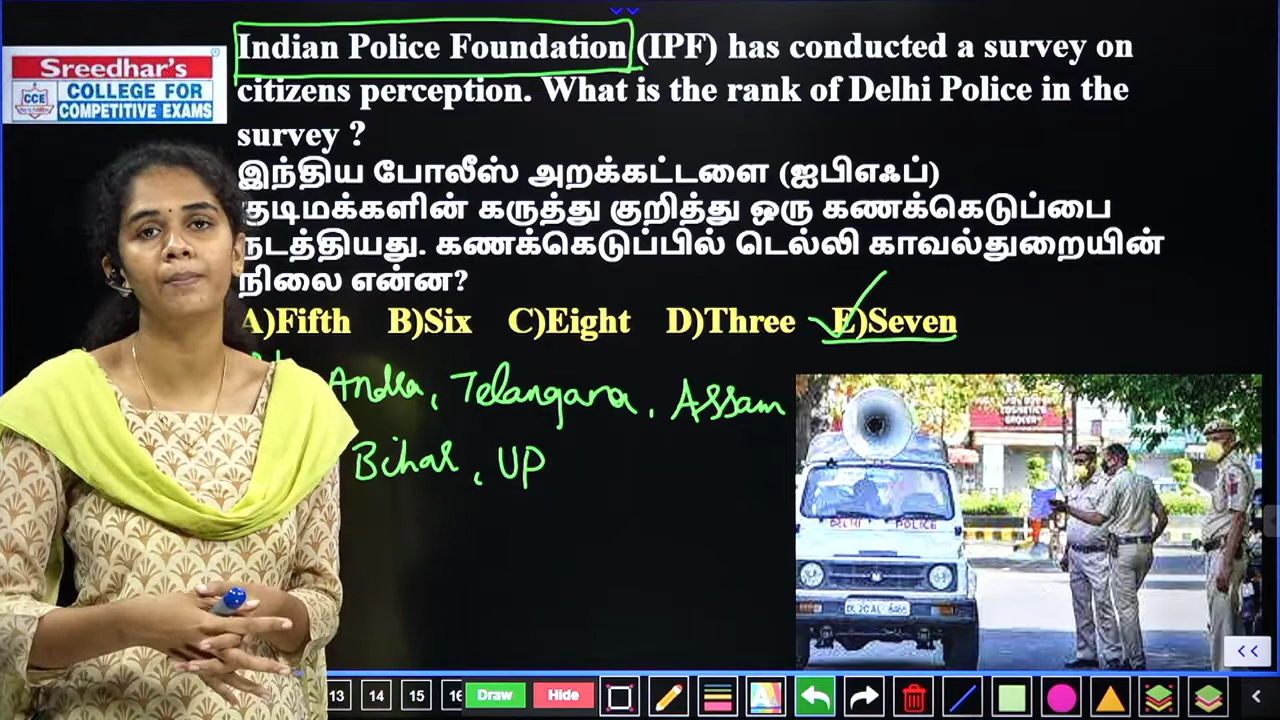 Indian Police Foundation (IPF) has conducted a survey on
Sreedhar's
CCE
COLLEGE FOR
COMPETITIVE EXAMS
citizens perception. What is the rank of Delhi Police in the
survey ?
இந்திய போலீஸ் அறக்கட்டளை (ஐபிஎஃப்)
குடிமக்களின் கருத்து குறித்து ஒரு கணக்கெடுப்பை
நடத்தியது. கணக்கெடுப்பில் டெல்லி காவல்துறையின்
நிலை என்ன?
A)Fifth B)Six C)Eight D)Three E)Seven
Andra, Telangana, Assam
Bihar, UP
DELHI POLICE
COSMETICS
13 14 15 16 Draw Hide